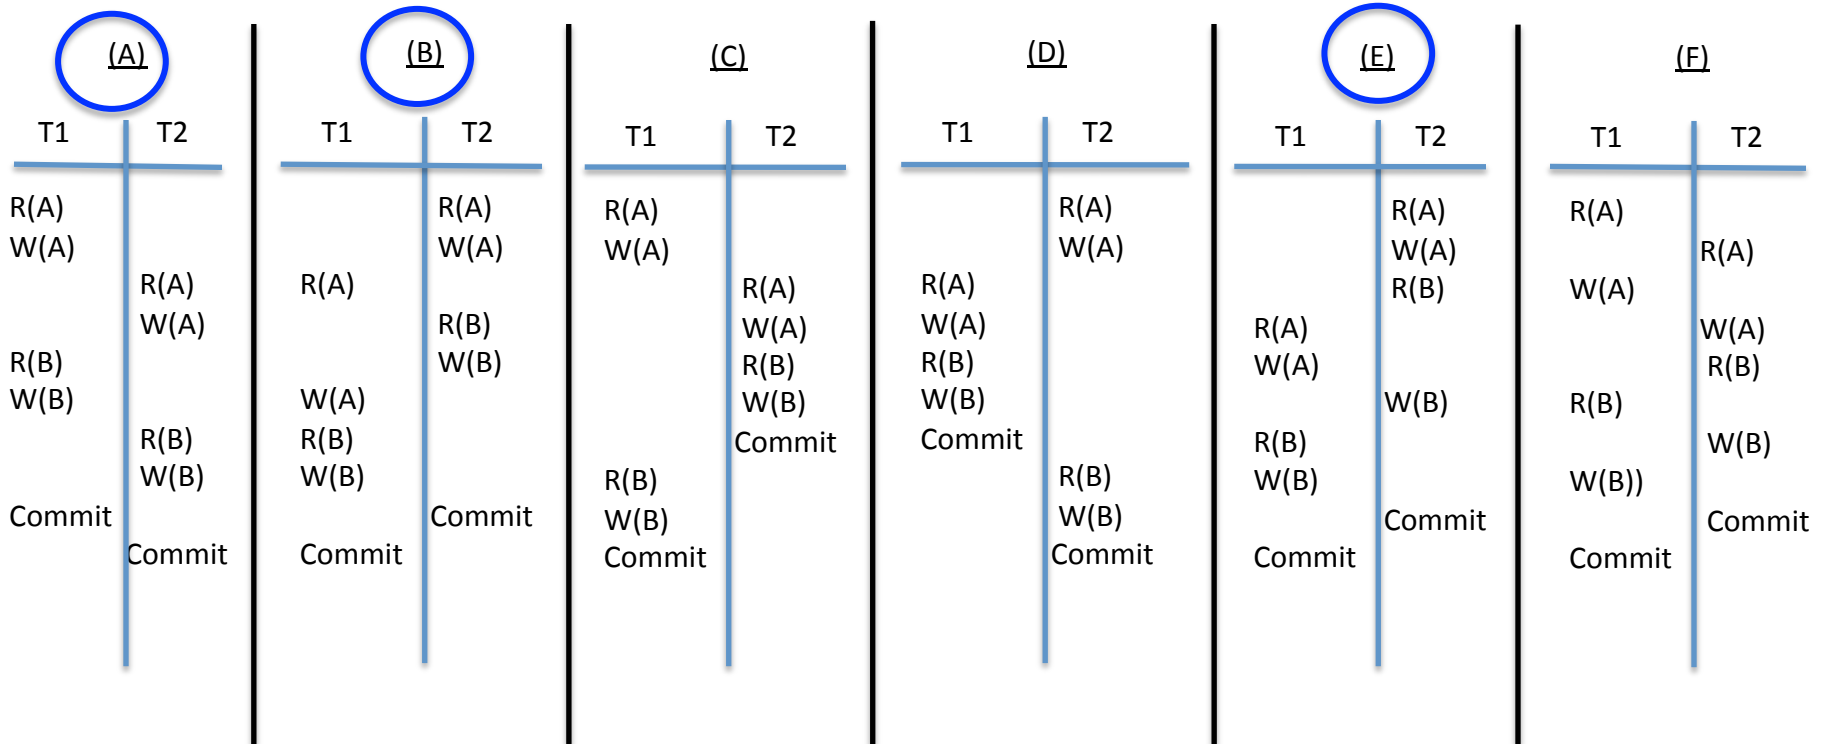 (A)
T1 T2
R(A)
W(A)
R(A)
W(A)
R(B)
W(B)
R(B)
W(B)
Commit
Commit
(B)
T1 T2
R(A)
W(A)
R(A)
R(B)
W(B)
W(A)
R(B)
W(B)
Commit
Commit
(C)
T1 T2
R(A)
W(A)
R(A)
W(A)
R(B)
W(B)
Commit
R(B)
W(B)
Commit
(D)
T1 T2
R(A)
W(A)
R(A)
W(A)
R(B)
W(B)
Commit
R(B)
W(B)
Commit
(E)
T1 T2
R(A)
W(A)
R(B)
R(A)
W(A)
W(B)
R(B)
W(B)
Commit
Commit
(F)
T1 T2
R(A)
R(A)
W(A)
W(A)
R(B)
R(B)
W(B)
W(B))
Commit
Commit